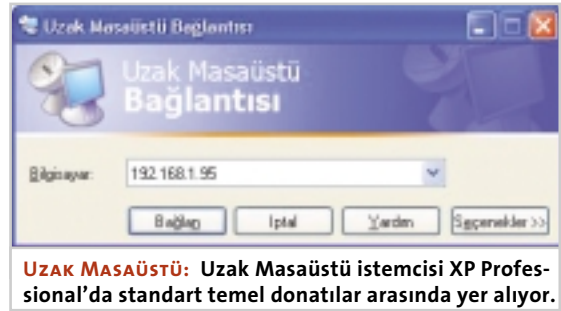 Uzak Masaüstü Bağlantısı
Uzak Masaüstü
Bağlantısı
Bilgisayar:
192.168.1.95
Bağlan İptal Yardım Seçenekler >>
UZAK MASAÜSTÜ: Uzak Masaüstü istemcisi XP Profes-
sional'da standart temel donatılar arasında yer alıyor.